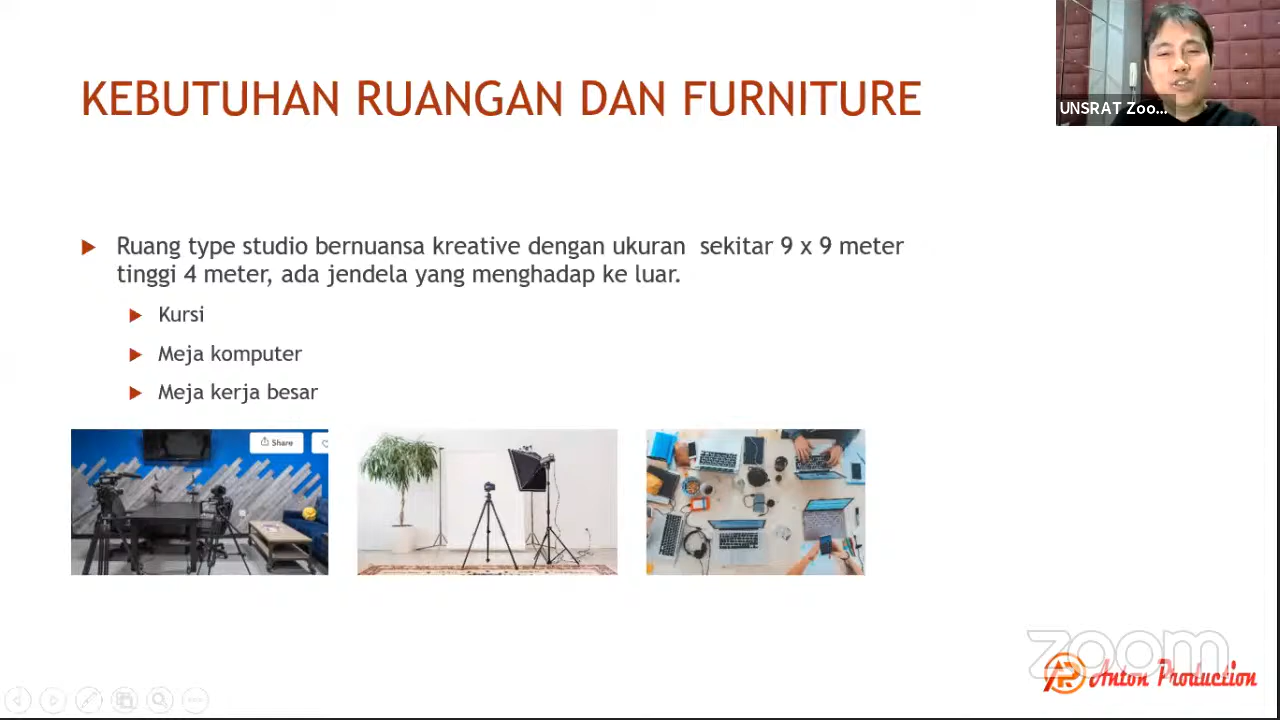 KEBUTUHAN RUANGAN DAN FURNITURE
UNSRAT Zoo...
Ruang type studio bernuansa kreative dengan ukuran sekitar 9 x 9 meter
tinggi 4 meter, ada jendela yang menghadap ke luar.
Kursi
Meja komputer
Meja kerja besar
Share
zoom
Anton Production